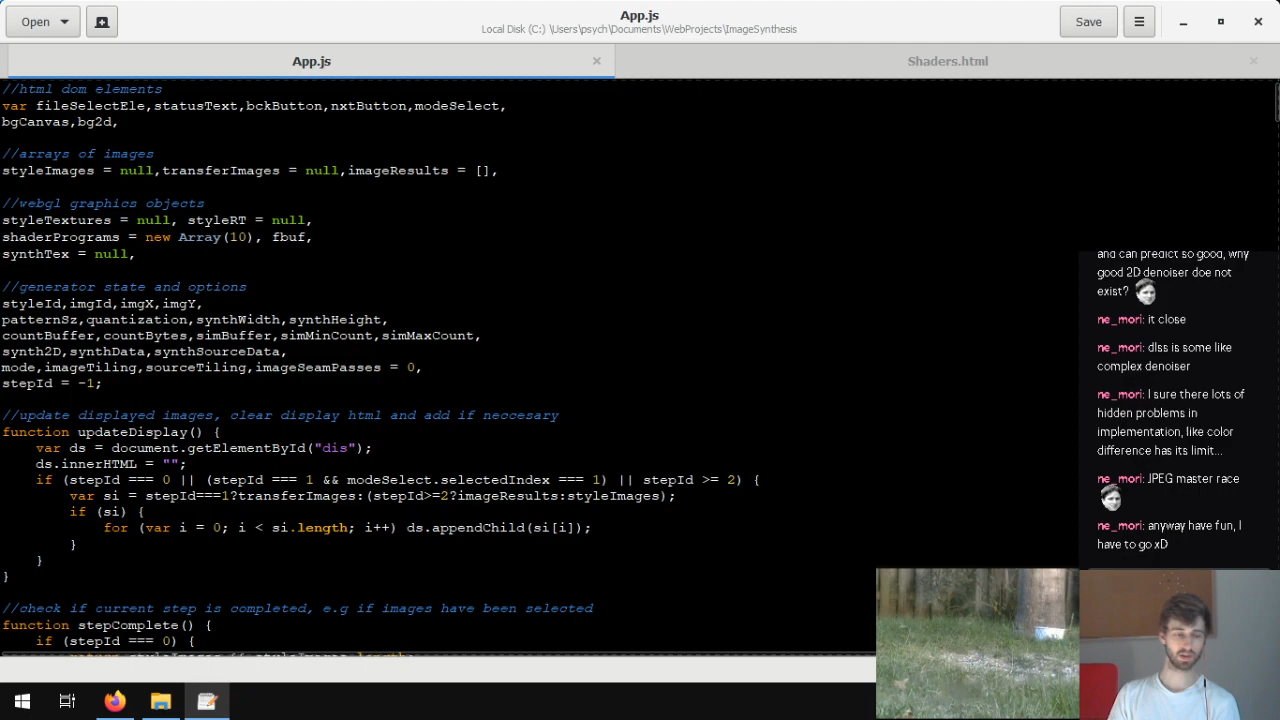 Open
App.js
Local Disk (C:) \Users\psych\Documents\WebProjects\ImageSynthesis
Save
App.js
Shaders.html
//html dom elements
var fileSelectEle,statusText,bckButton,nxtButton,modeSelect,
bgCanvas,bg2d,
//arrays of images
styleImages = null,transferImages = null,imageResults = [],
//webgl graphics objects
styleTextures = null, styleRT = null,
shaderPrograms = new Array(10), fbuf,
synthTex = null,
//generator state and options
styleId,imgId,imgX,imgY,
patternSz,quantization,synthWidth,synthHeight,
countBuffer,countBytes,simBuffer,simMinCount,simMaxCount,
synth2D,synthData,synthSourceData,
mode,imageTiling,sourceTiling,imageSeamPasses = 0,
stepId = -1;
//update displayed images, clear display html and add if neccesary
function updateDisplay() {
var ds = document.getElementById("dis");
ds.innerHTML = "";
if (stepId === 0 || (stepId === 1 && modeSelect.selectedIndex === 1) || stepId >= 2) {
var si = stepId===1?transferImages:(stepId>=2?imageResults:styleImages);
if (si) {
for (var i = 0; i < si.length; i++) ds.appendChild(si[i]);
}
}
}
//check if current step is completed, e.g if images have been selected
function stepComplete() {
if (stepId === 0) {
and can predict so good, why
good 2D denoiser doe not
exist?
ne_mori: it close
ne_mori: dlss is some like
complex denoiser
ne_mori: I sure there lots of
hidden problems in
implementation, like color
difference has its limit...
ne_mori: JPEG master race
ne_mori: anyway have fun, I
have to go xD